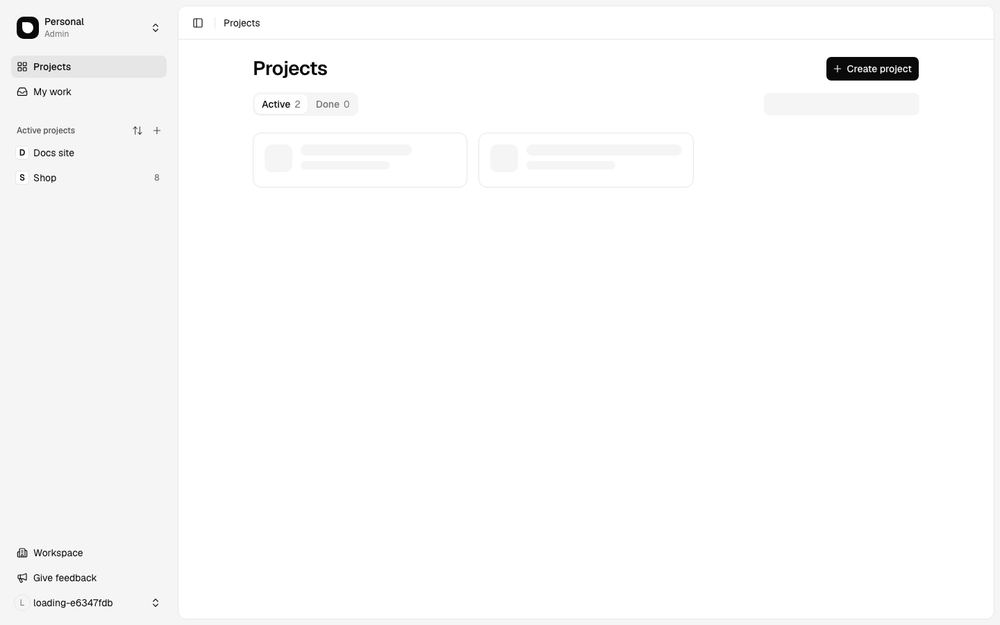 Personal
Admin
Projects
My work
Active projects
D Docs site
S Shop 8
Workspace
Give feedback
L loading-e6347fdb
Projects
Projects
Create project
Active 2 Done 0